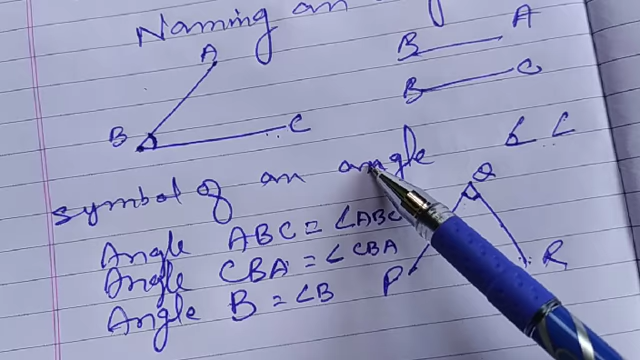 Naming an
A
B
C
B A
B C
symbol of an angle
∠ ∠
Angle ABC = ∠ABC
Angle CBA = ∠CBA
Angle B = ∠B
Q
P
R